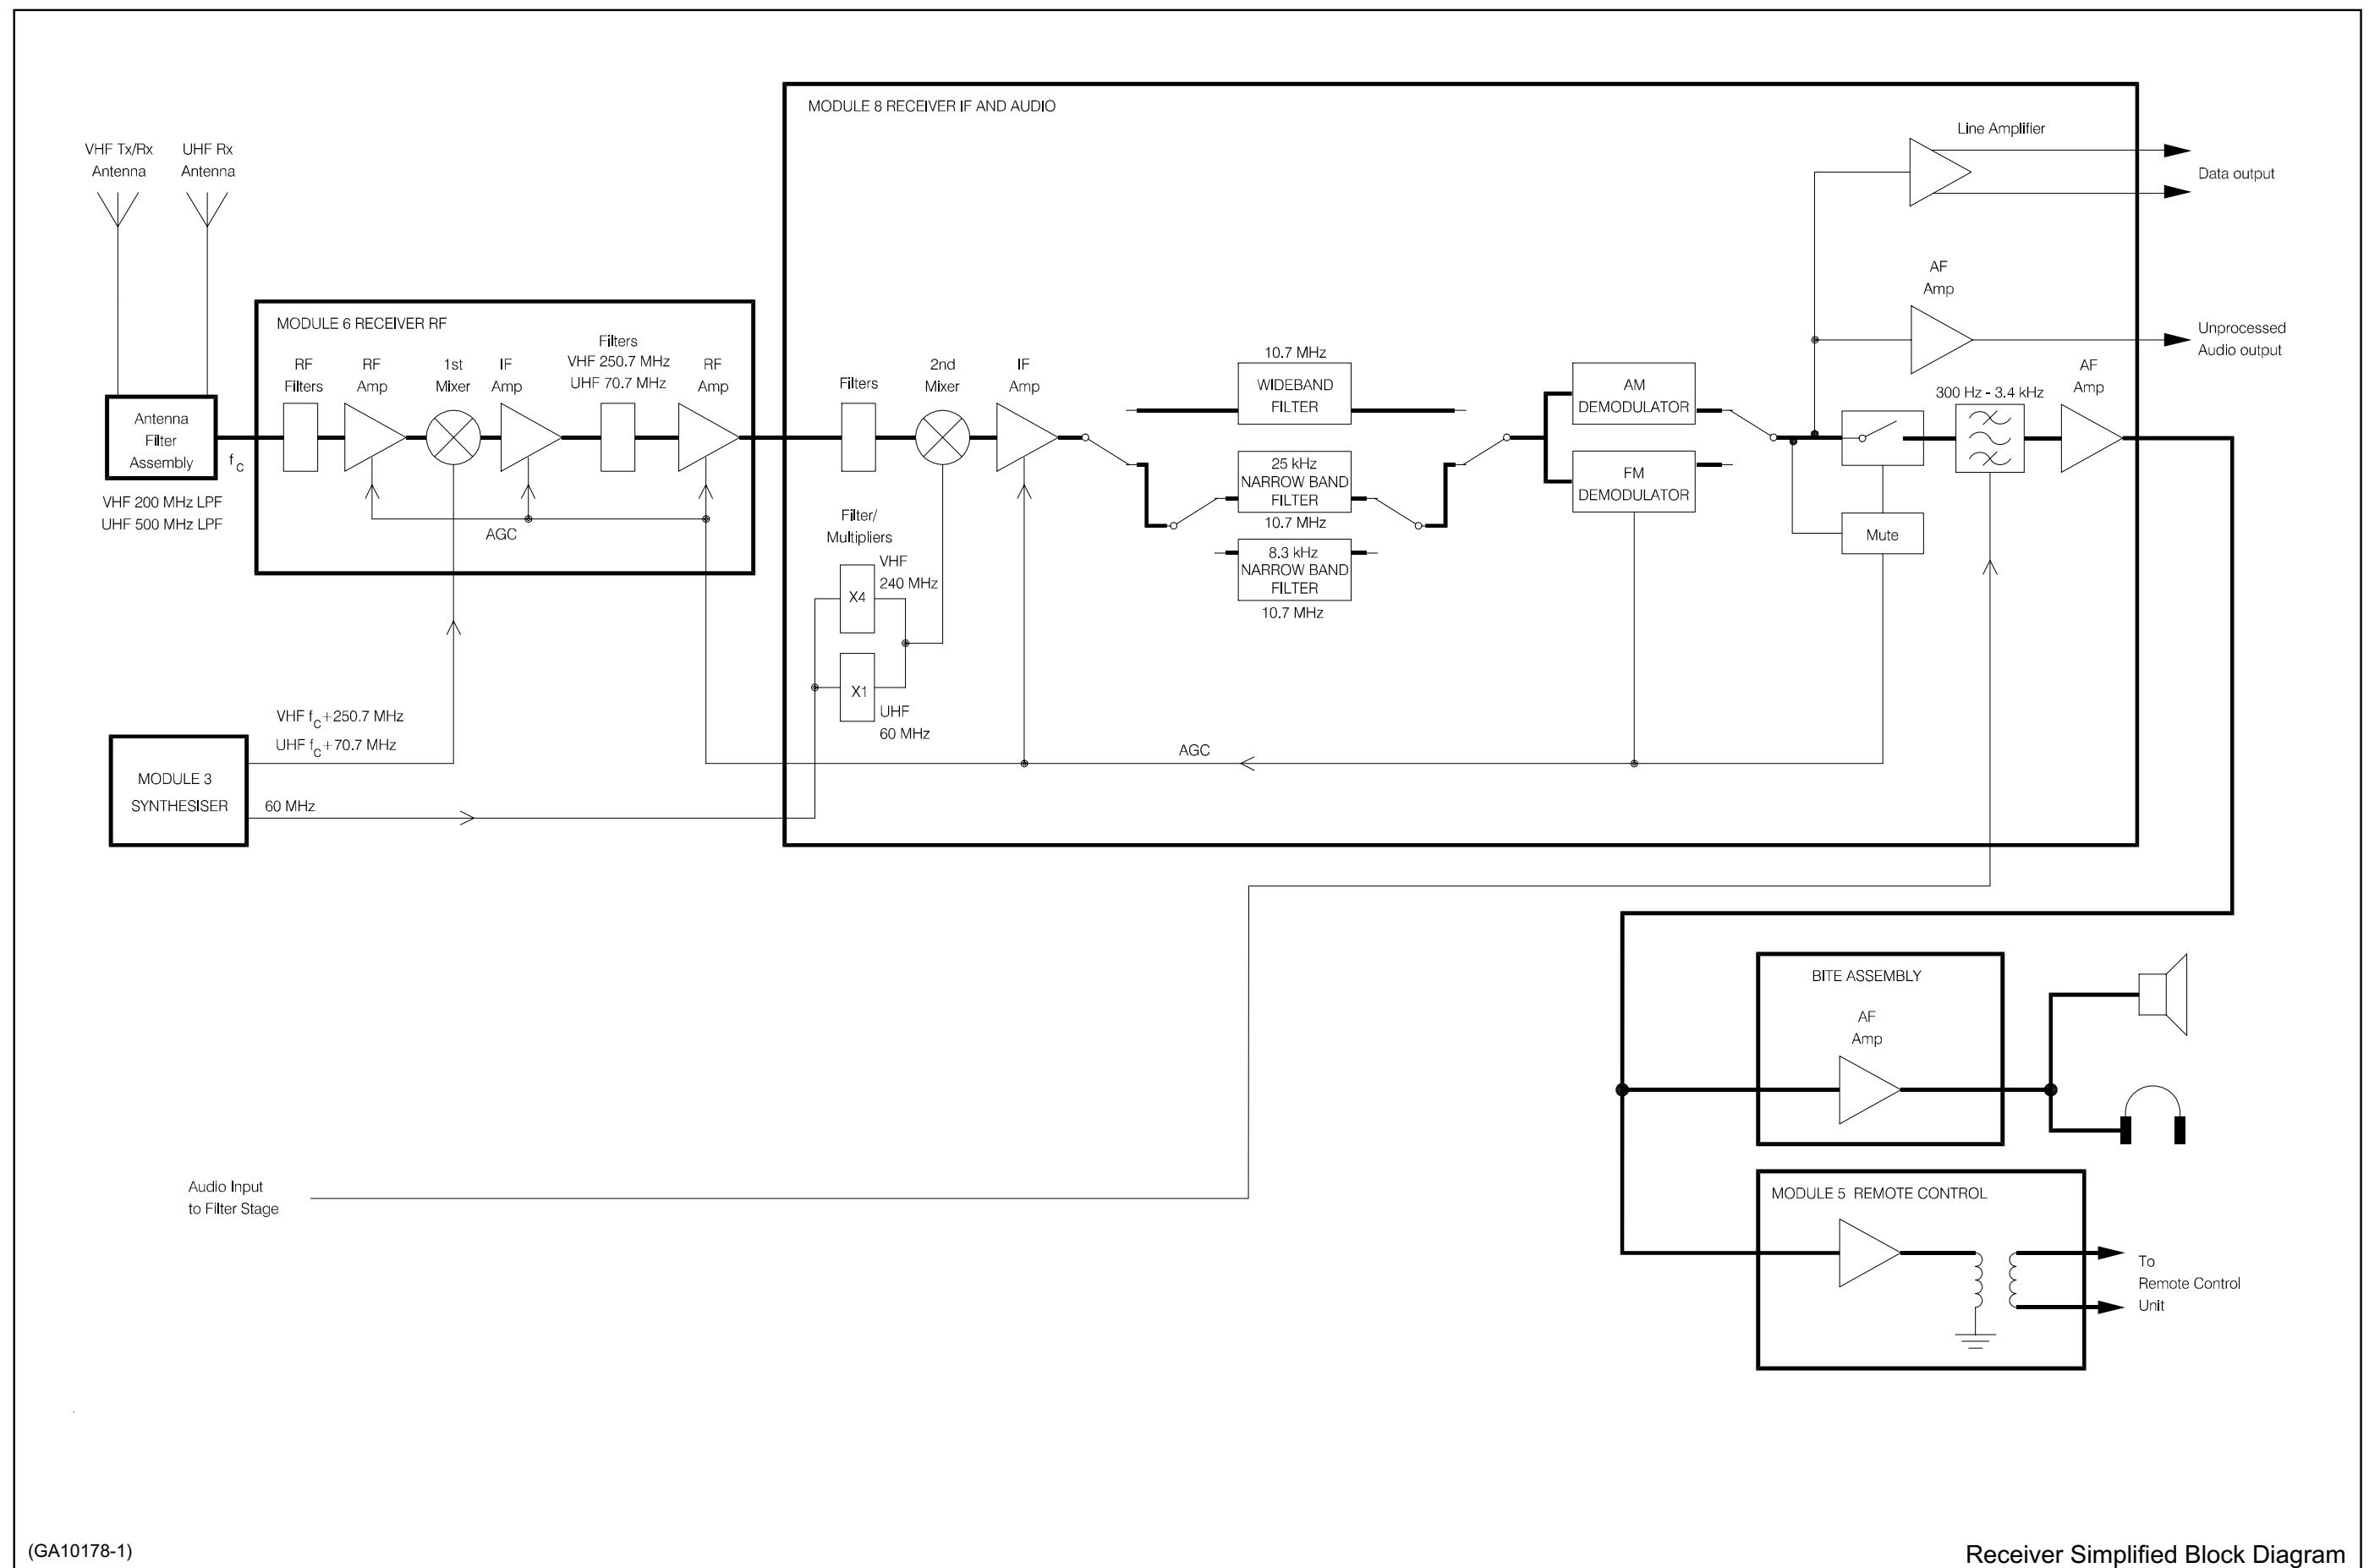 MODULE 8 RECEIVER IF AND AUDIO
Line Amplifier
Data output
VHF Tx/Rx
Antenna
UHF Rx
Antenna
AF
Amp
Unprocessed
Audio output
MODULE 6 RECEIVER RF
RF
Filters
RF
Amp
1st
Mixer
IF
Amp
Filters
VHF 250.7 MHz
UHF 70.7 MHz
RF
Amp
Filters
2nd
Mixer
IF
Amp
10.7 MHz
WIDEBAND
FILTER
25 kHz
NARROW BAND
FILTER
10.7 MHz
8.3 kHz
NARROW BAND
FILTER
10.7 MHz
AM
DEMODULATOR
FM
DEMODULATOR
300 Hz - 3.4 kHz
AF
Amp
Mute
Antenna
Filter
Assembly
fc
VHF 200 MHz LPF
UHF 500 MHz LPF
AGC
Filter/
Multipliers
VHF
240 MHz
X4
X1
UHF
60 MHz
AGC
VHF fc+250.7 MHz
UHF fc+70.7 MHz
MODULE 3
SYNTHESISER
60 MHz
BITE ASSEMBLY
AF
Amp
Audio Input
to Filter Stage
MODULE 5 REMOTE CONTROL
To
Remote Control
Unit
(GA10178-1)
Receiver Simplified Block Diagram